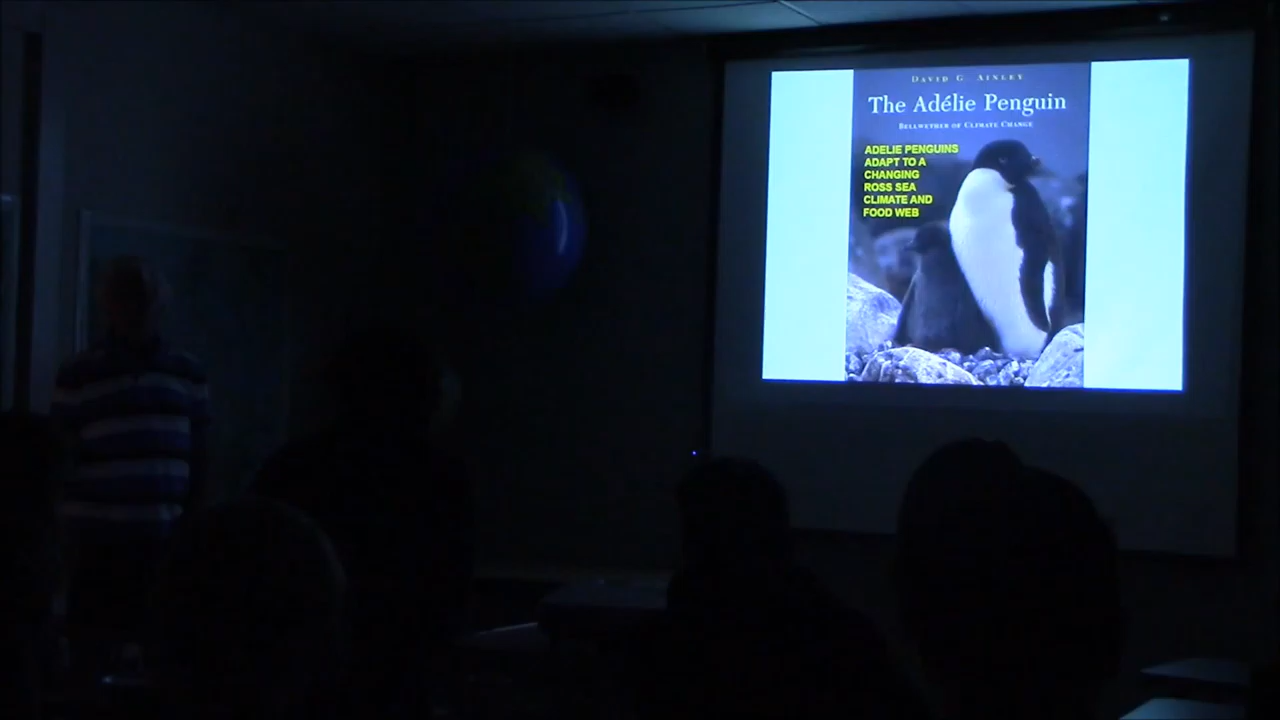 DAVID G. AINLEY
The Adélie Penguin
BELLWETHER OF CLIMATE CHANGE
ADELIE PENGUINS
ADAPT TO A
CHANGING
ROSS SEA
CLIMATE AND
FOOD WEB